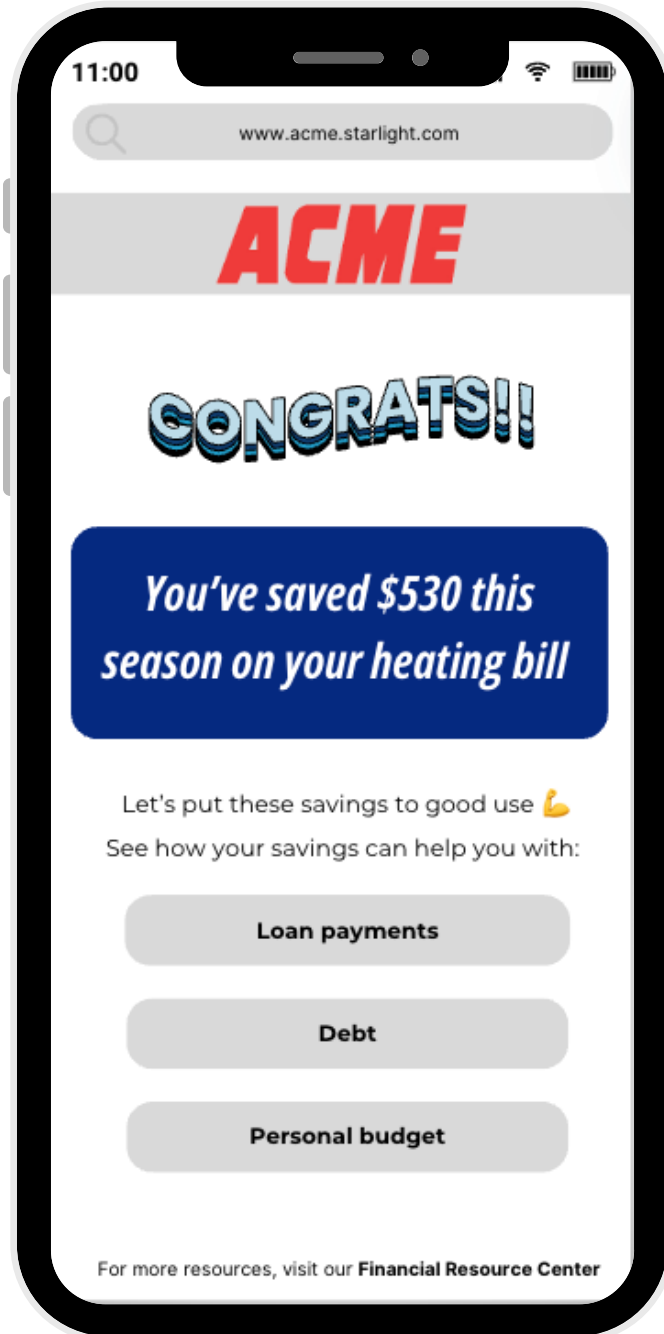 11:00
www.acme.starlight.com
ACME
CONGRATS!!
You've saved $530 this
season on your heating bill
Let's put these savings to good use 💪
See how your savings can help you with:
Loan payments
Debt
Personal budget
For more resources, visit our Financial Resource Center